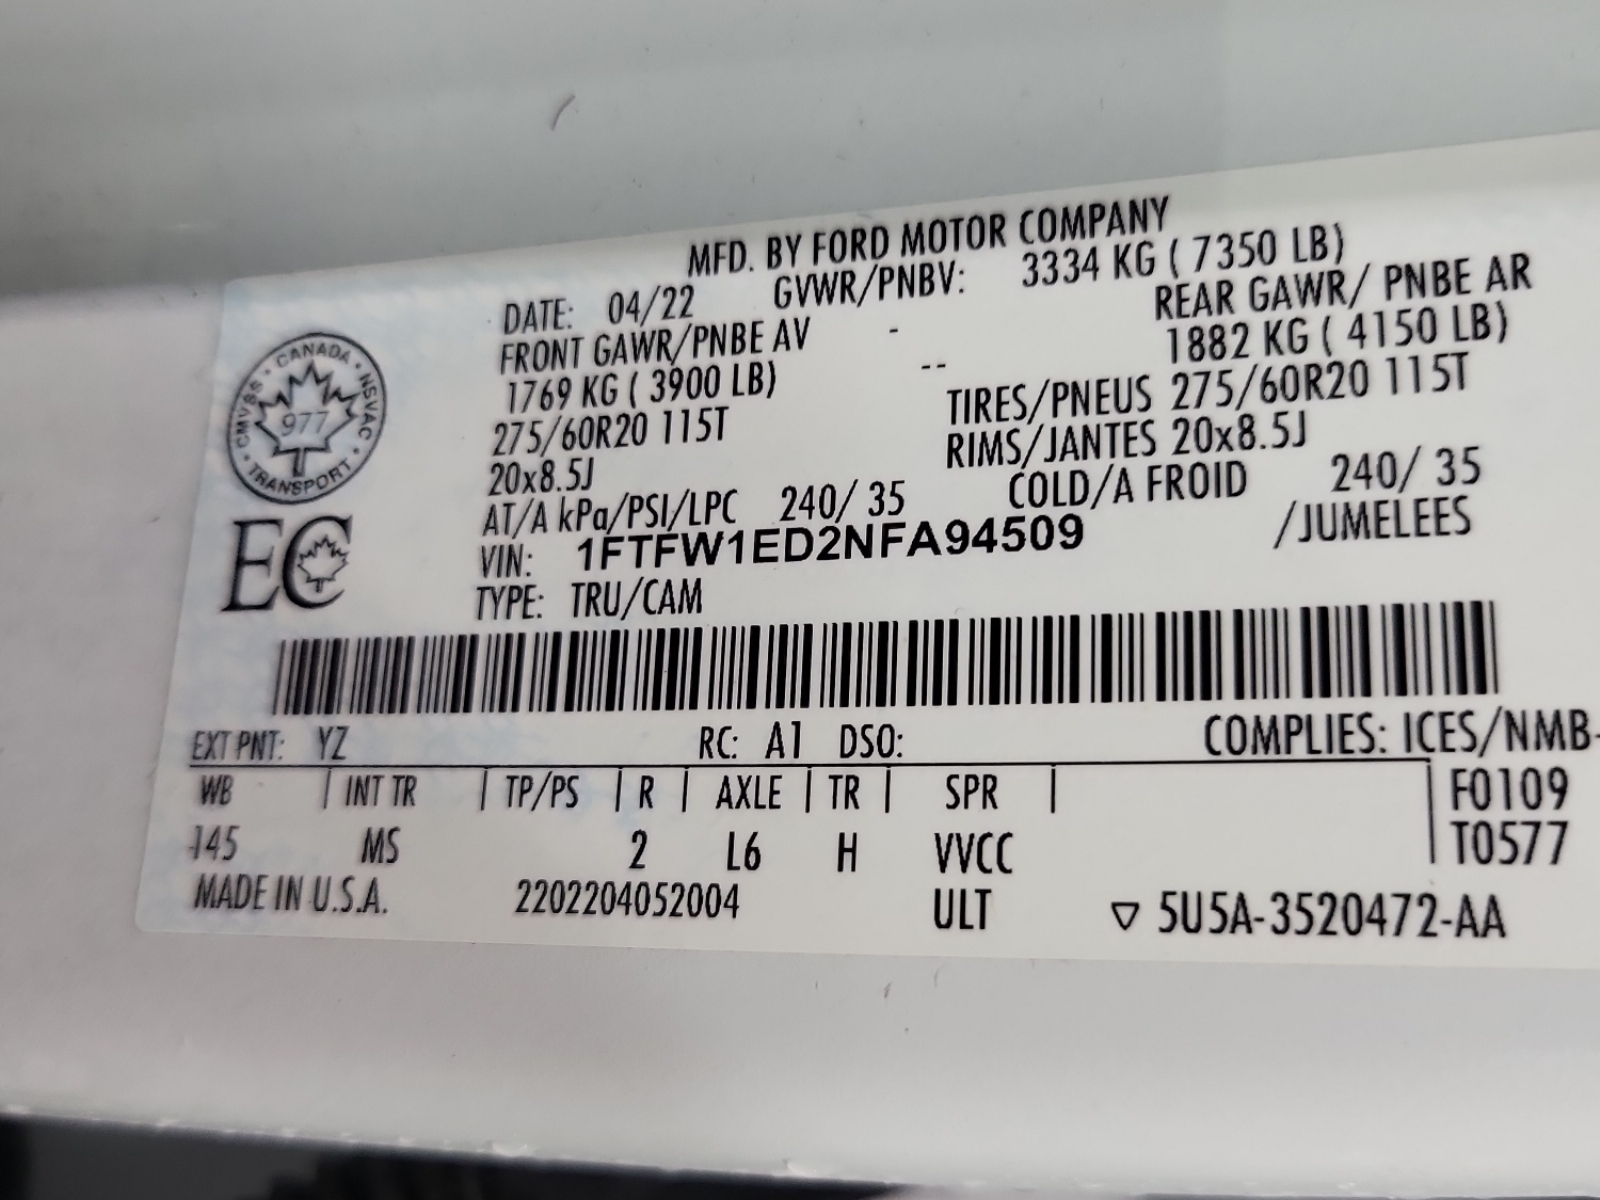 MFD. BY FORD MOTOR COMPANY
DATE: 04/22 GVWR/PNBV: 3334 KG ( 7350 LB)
FRONT GAWR/PNBE AV - REAR GAWR/ PNBE AR
1769 KG ( 3900 LB) -- 1882 KG ( 4150 LB)
275/60R20 115T TIRES/PNEUS 275/60R20 115T
20x8.5J RIMS/JANTES 20x8.5J
AT/A kPa/PSI/LPC 240/ 35 COLD/A FROID 240/ 35
VIN: 1FTFW1ED2NFA94509 /JUMELEES
TYPE: TRU/CAM
CANADA
NSVAC
TRANSPORT
CMVSS
977
EC
EXT PNT: YZ RC: A1 DSO: COMPLIES: ICES/NMB-
WB | INT TR | TP/PS | R | AXLE | TR | SPR | F0109
145 MS 2 L6 H VVCC T0577
MADE IN U.S.A. 2202204052004 ULT ▽ 5U5A-3520472-AA